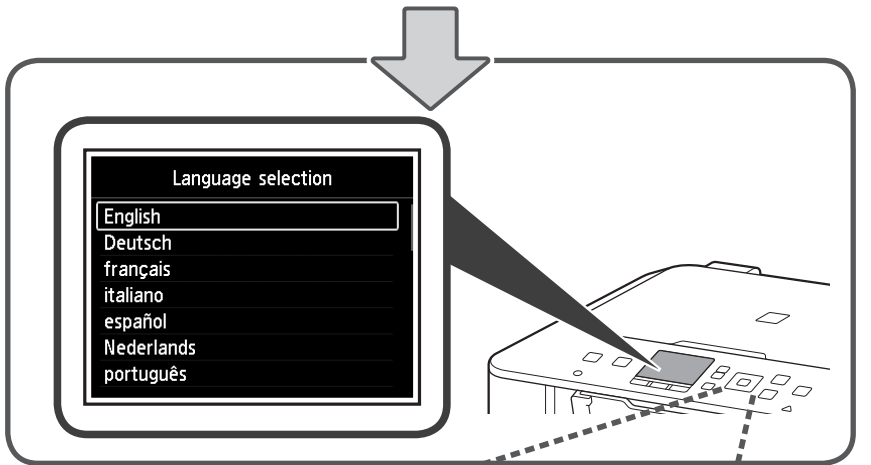 Language selection
English
Deutsch
français
italiano
español
Nederlands
português